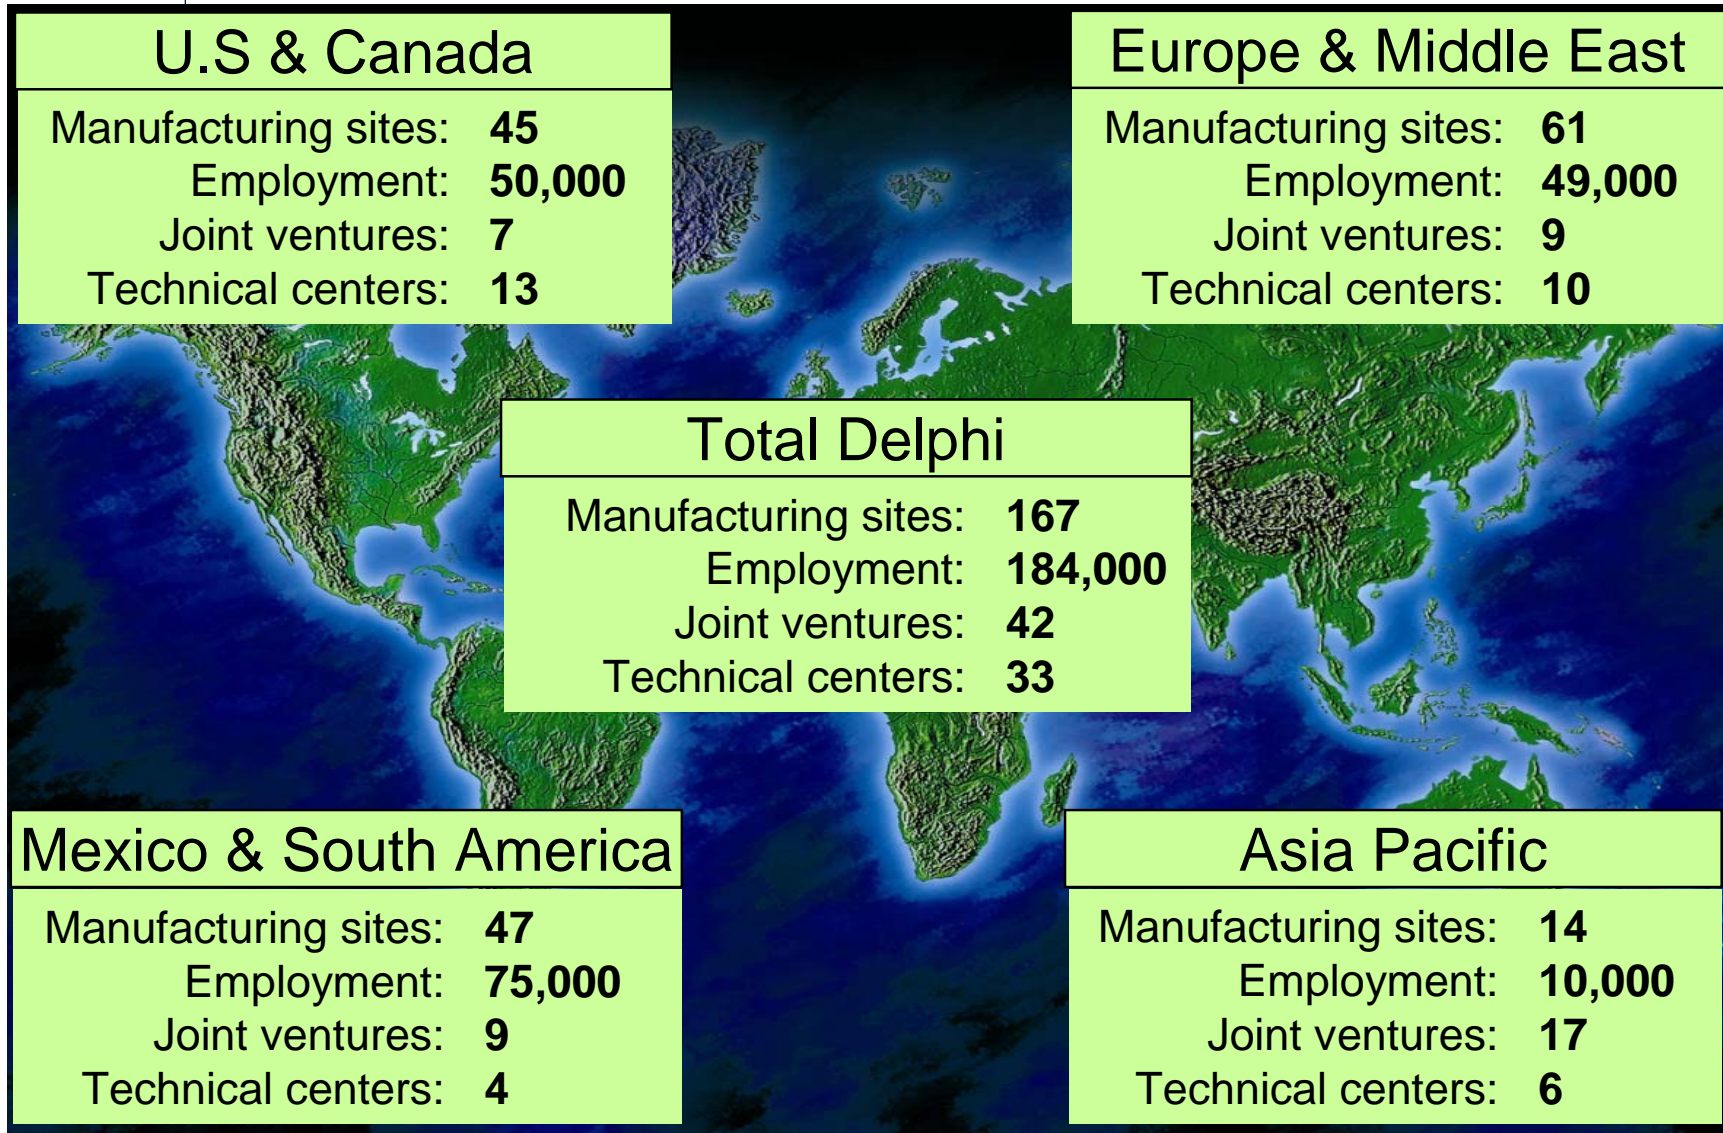 U.S & Canada
Manufacturing sites: 45
Employment: 50,000
Joint ventures: 7
Technical centers: 13
Europe & Middle East
Manufacturing sites: 61
Employment: 49,000
Joint ventures: 9
Technical centers: 10
Total Delphi
Manufacturing sites: 167
Employment: 184,000
Joint ventures: 42
Technical centers: 33
Mexico & South America
Manufacturing sites: 47
Employment: 75,000
Joint ventures: 9
Technical centers: 4
Asia Pacific
Manufacturing sites: 14
Employment: 10,000
Joint ventures: 17
Technical centers: 6